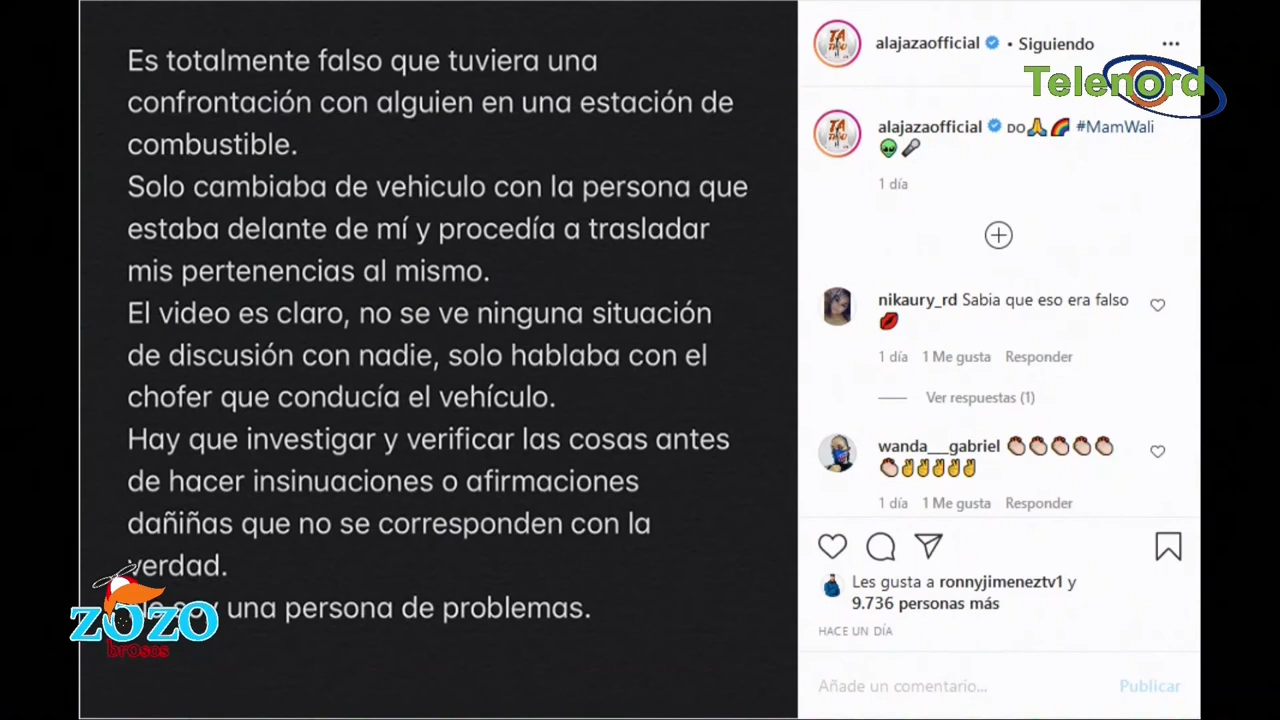 Es totalmente falso que tuviera una
confrontación con alguien en una estación de
combustible.
Solo cambiaba de vehiculo con la persona que
estaba delante de mí y procedía a trasladar
mis pertenencias al mismo.
El video es claro, no se ve ninguna situación
de discusión con nadie, solo hablaba con el
chofer que conducía el vehículo.
Hay que investigar y verificar las cosas antes
de hacer insinuaciones o afirmaciones
dañiñas que no se corresponden con la
verdad.
una persona de problemas.
ZOZO
brOsos
alajazaofficial • Siguiendo
Telenord
alajazaofficial DO🙏🌈 #MamWali
👽🎤
1 día
nikaury_rd Sabia que eso era falso
💋
1 día 1 Me gusta Responder
Ver respuestas (1)
wanda__gabriel 👏🏻👏🏻👏🏻👏🏻👏🏻
👏🏻✌️✌️✌️✌️✌️
1 día 1 Me gusta Responder
Les gusta a ronnyjimeneztv1 y
9.736 personas más
HACE UN DÍA
Añade un comentario... Publicar